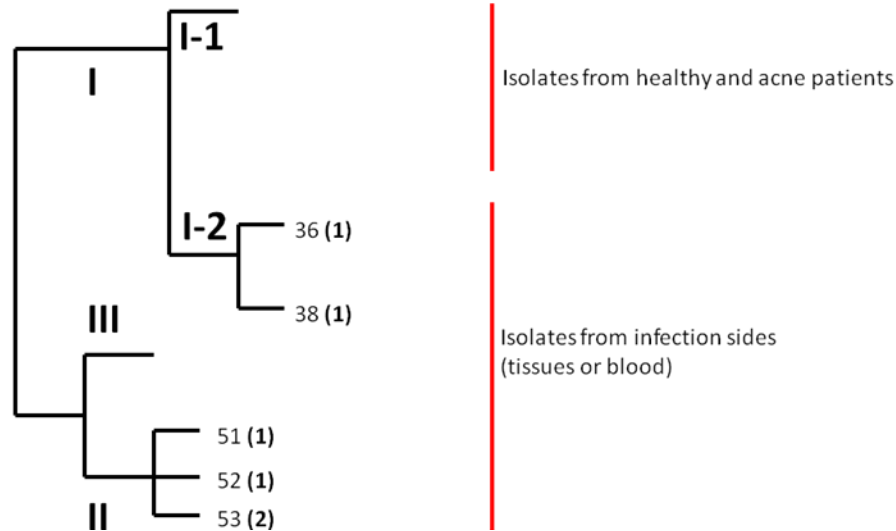 I-1
I
Isolates from healthy and acne patients
I-2
36 (1)
38 (1)
III
Isolates from infection sides
(tissues or blood)
51 (1)
52 (1)
II
53 (2)